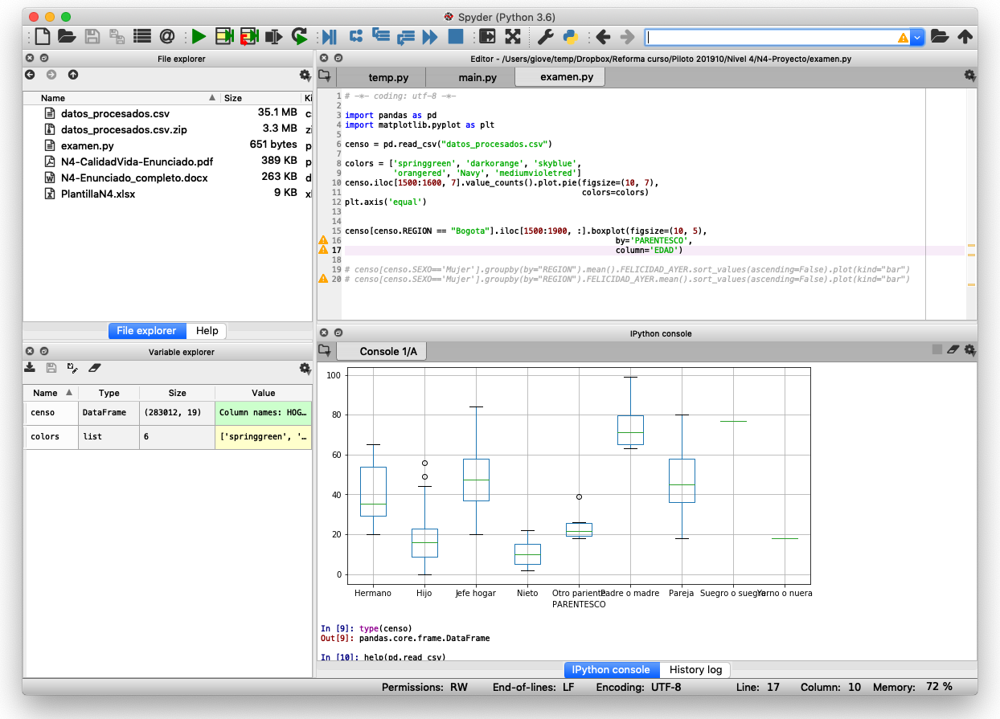 Spyder (Python 3.6)
File explorer
Name Size Ki
datos_procesados.csv 35.1 MB c
datos_procesados.csv.zip 3.3 MB zi
examen.py 651 bytes p
N4-CalidadVida-Enunciado.pdf 389 KB p
N4-Enunciado_completo.docx 263 KB d
PlantillaN4.xlsx 9 KB xl
File explorer Help
Variable explorer
Name Type Size Value
censo DataFrame (283012, 19) Column names: HOG…
colors list 6 ['springgreen', '…
Editor - /Users/giove/temp/Dropbox/Reforma curso/Piloto 201910/Nivel 4/N4-Proyecto/examen.py
temp.py main.py examen.py
1 # -*- coding: utf-8 -*-
2
3 import pandas as pd
4 import matplotlib.pyplot as plt
5
6 censo = pd.read_csv("datos_procesados.csv")
7
8 colors = ['springgreen', 'darkorange', 'skyblue',
9 'orangered', 'Navy', 'mediumvioletred']
10 censo.iloc[1500:1600, 7].value_counts().plot.pie(figsize=(10, 7),
11 colors=colors)
12 plt.axis('equal')
13
14
15 censo[censo.REGION == "Bogota"].iloc[1500:1900, :].boxplot(figsize=(10, 5),
16 by='PARENTESCO',
17 column='EDAD')
18
19 # censo[censo.SEXO=='Mujer'].groupby(by="REGION").mean().FELICIDAD_AYER.sort_values(ascending=False).plot(kind="bar")
20 # censo[censo.SEXO=='Mujer'].groupby(by="REGION").FELICIDAD_AYER.mean().sort_values(ascending=False).plot(kind="bar")
IPython console
Console 1/A
100
80
60
40
20
0
Hermano Hijo Jefe hogar Nieto Otro pariente Padre o madre Pareja Suegro o suegra Yerno o nuera
PARENTESCO
In [9]: type(censo)
Out[9]: pandas.core.frame.DataFrame
In [10]: help(pd.read_csv)
IPython console History log
Permissions: RW End-of-lines: LF Encoding: UTF-8 Line: 17 Column: 10 Memory: 72 %